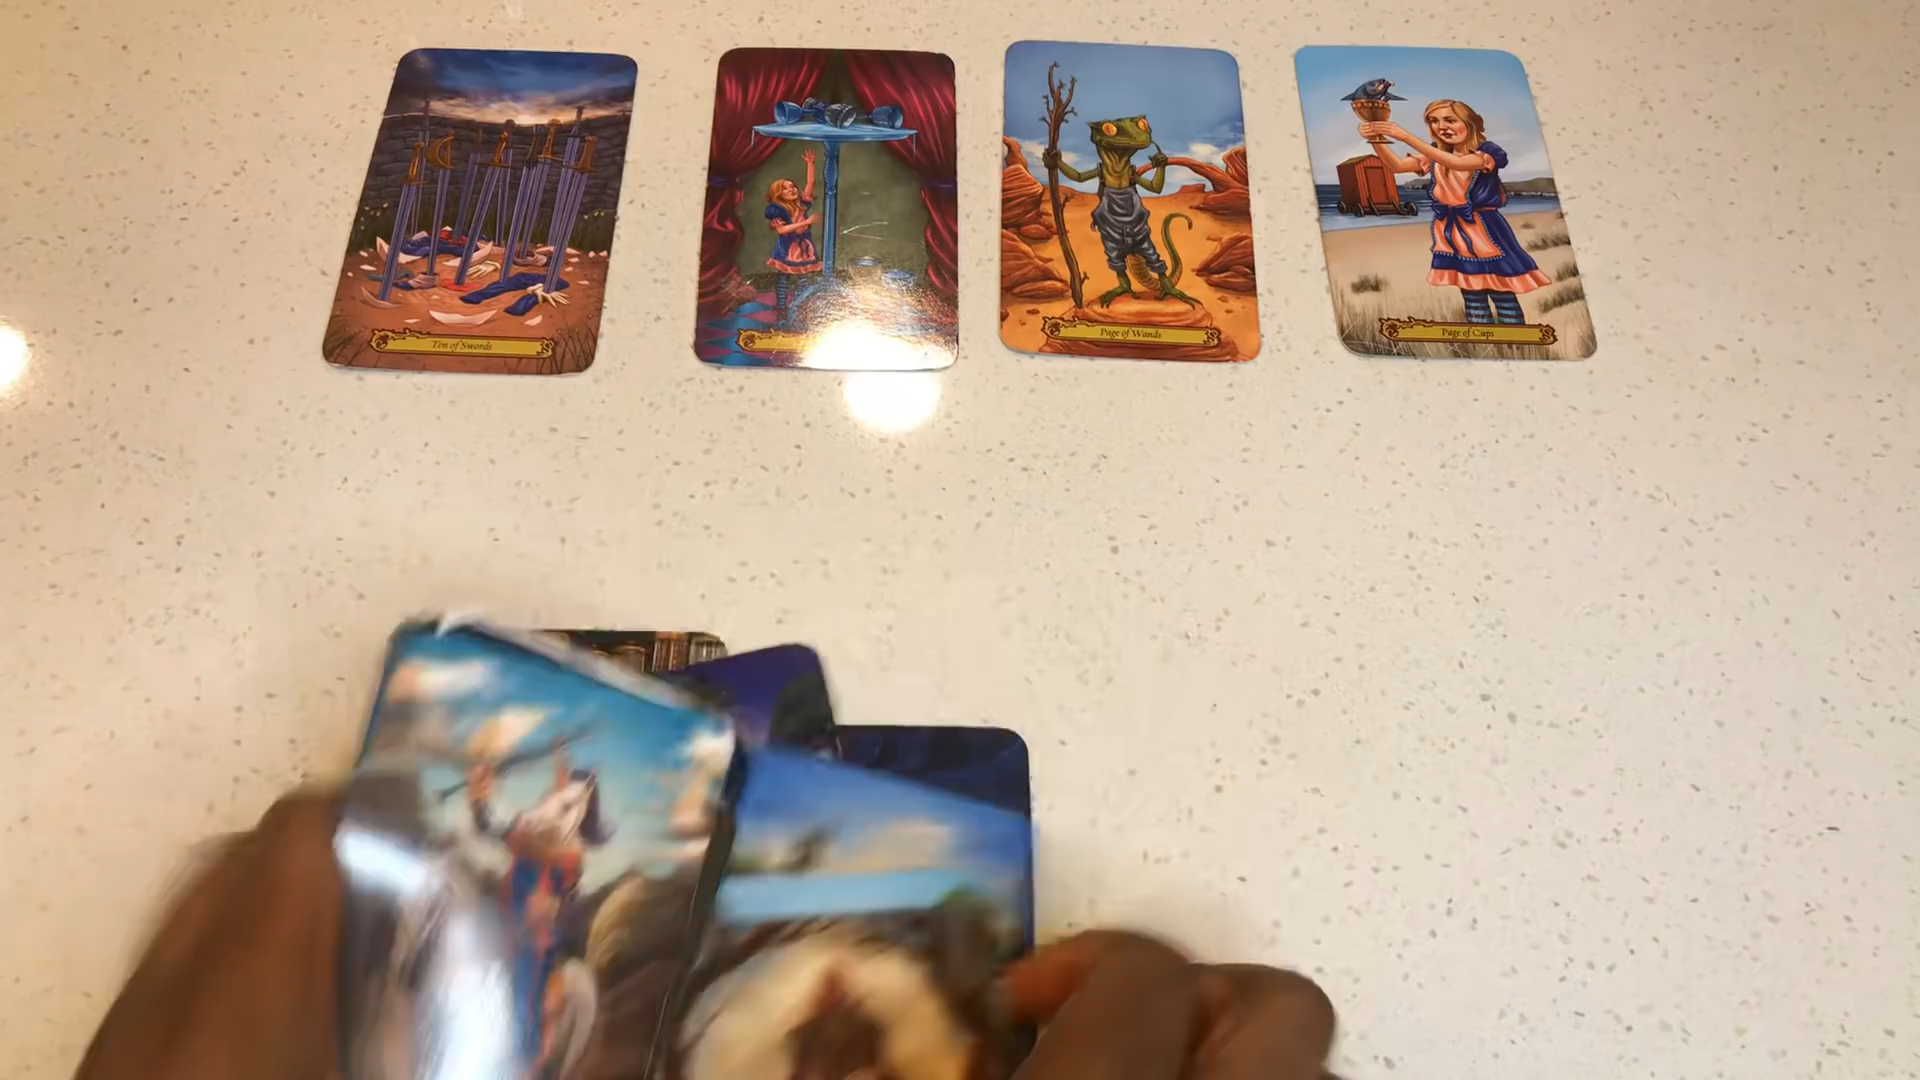 Ten of Swords
Page of Wands
Page of Cups